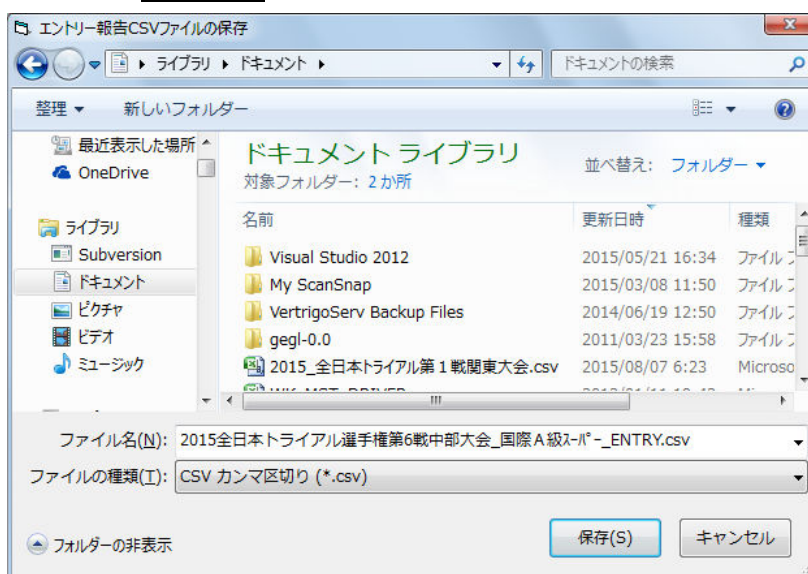 エントリー報告CSVファイルの保存
ライブラリ ドキュメント ドキュメントの検索
整理 新しいフォルダー
最近表示した場所
OneDrive
ライブラリ
Subversion
ドキュメント
ピクチャ
ビデオ
ミュージック
ドキュメント ライブラリ
対象フォルダー: 2か所
並べ替え: フォルダー
名前 更新日時 種類
Visual Studio 2012 2015/05/21 16:34 ファイル フ
My ScanSnap 2015/03/08 11:50 ファイル フ
VertrigoServ Backup Files 2014/06/19 12:50 ファイル フ
gegl-0.0 2011/03/23 15:58 ファイル フ
2015_全日本トライアル第1戦関東大会.csv 2015/08/07 6:23 Microso
ファイル名(N): 2015全日本トライアル選手権第6戦中部大会_国際A級ｽｰﾊﾟｰ_ENTRY.csv
ファイルの種類(T): CSV カンマ区切り (*.csv)
フォルダーの非表示 保存(S) キャンセル